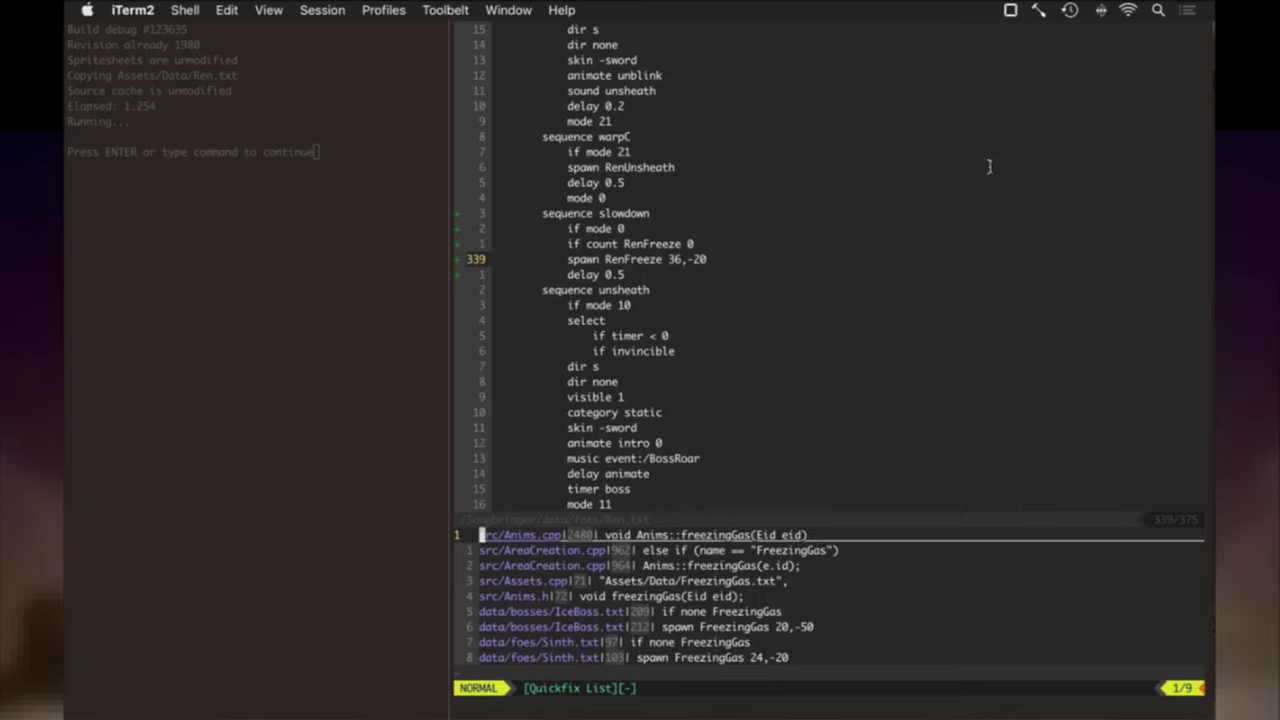 iTerm2 Shell Edit View Session Profiles Toolbelt Window Help
Build debug #123635
Revision already 1980
Spritesheets are unmodified
Copying Assets/Data/Ren.txt
Source cache is unmodified
Elapsed: 1.254
Running...
Press ENTER or type command to continue
15 dir s
14 dir none
13 skin -sword
12 animate unblink
11 sound unsheath
10 delay 0.2
9 mode 21
8 sequence warpC
7 if mode 21
6 spawn RenUnsheath
5 delay 0.5
4 mode 0
+ 3 sequence slowdown
+ 2 if mode 0
+ 1 if count RenFreeze 0
+ 339 spawn RenFreeze 36,-20
+ 1 delay 0.5
2 sequence unsheath
3 if mode 10
4 select
5 if timer < 0
6 if invincible
7 dir s
8 dir none
9 visible 1
10 category static
11 skin -sword
12 animate intro 0
13 music event:/BossRoar
14 delay animate
15 timer boss
16 mode 11
/Songbringer/data/foes/Ren.txt 339/375
1 src/Anims.cpp|2480| void Anims::freezingGas(Eid eid)
1 src/AreaCreation.cpp|962| else if (name == "FreezingGas")
2 src/AreaCreation.cpp|964| Anims::freezingGas(e.id);
3 src/Assets.cpp|71| "Assets/Data/FreezingGas.txt",
4 src/Anims.h|72| void freezingGas(Eid eid);
5 data/bosses/IceBoss.txt|209| if none FreezingGas
6 data/bosses/IceBoss.txt|212| spawn FreezingGas 20,-50
7 data/foes/Sinth.txt|97| if none FreezingGas
8 data/foes/Sinth.txt|103| spawn FreezingGas 24,-20
NORMAL [Quickfix List][-] 1/9